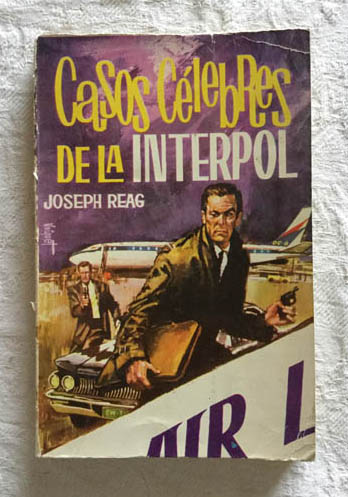 Casos Célebres
DE LA INTERPOL
JOSEPH REAG
AIR L